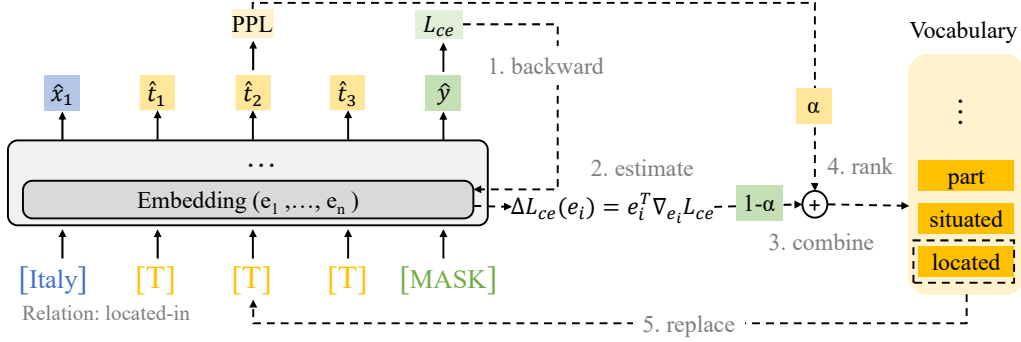 PPL
L_ce
Vocabulary
1. backward
x̂₁
t̂₁
t̂₂
t̂₃
ŷ
α
⋮
...
2. estimate
4. rank
part
Embedding (e₁ ,…, eₙ )
ΔL_ce(e_i) = e_i^T ∇_{e_i} L_ce
1-α
+
situated
3. combine
located
[Italy]
[T]
[T]
[T]
[MASK]
Relation: located-in
5. replace